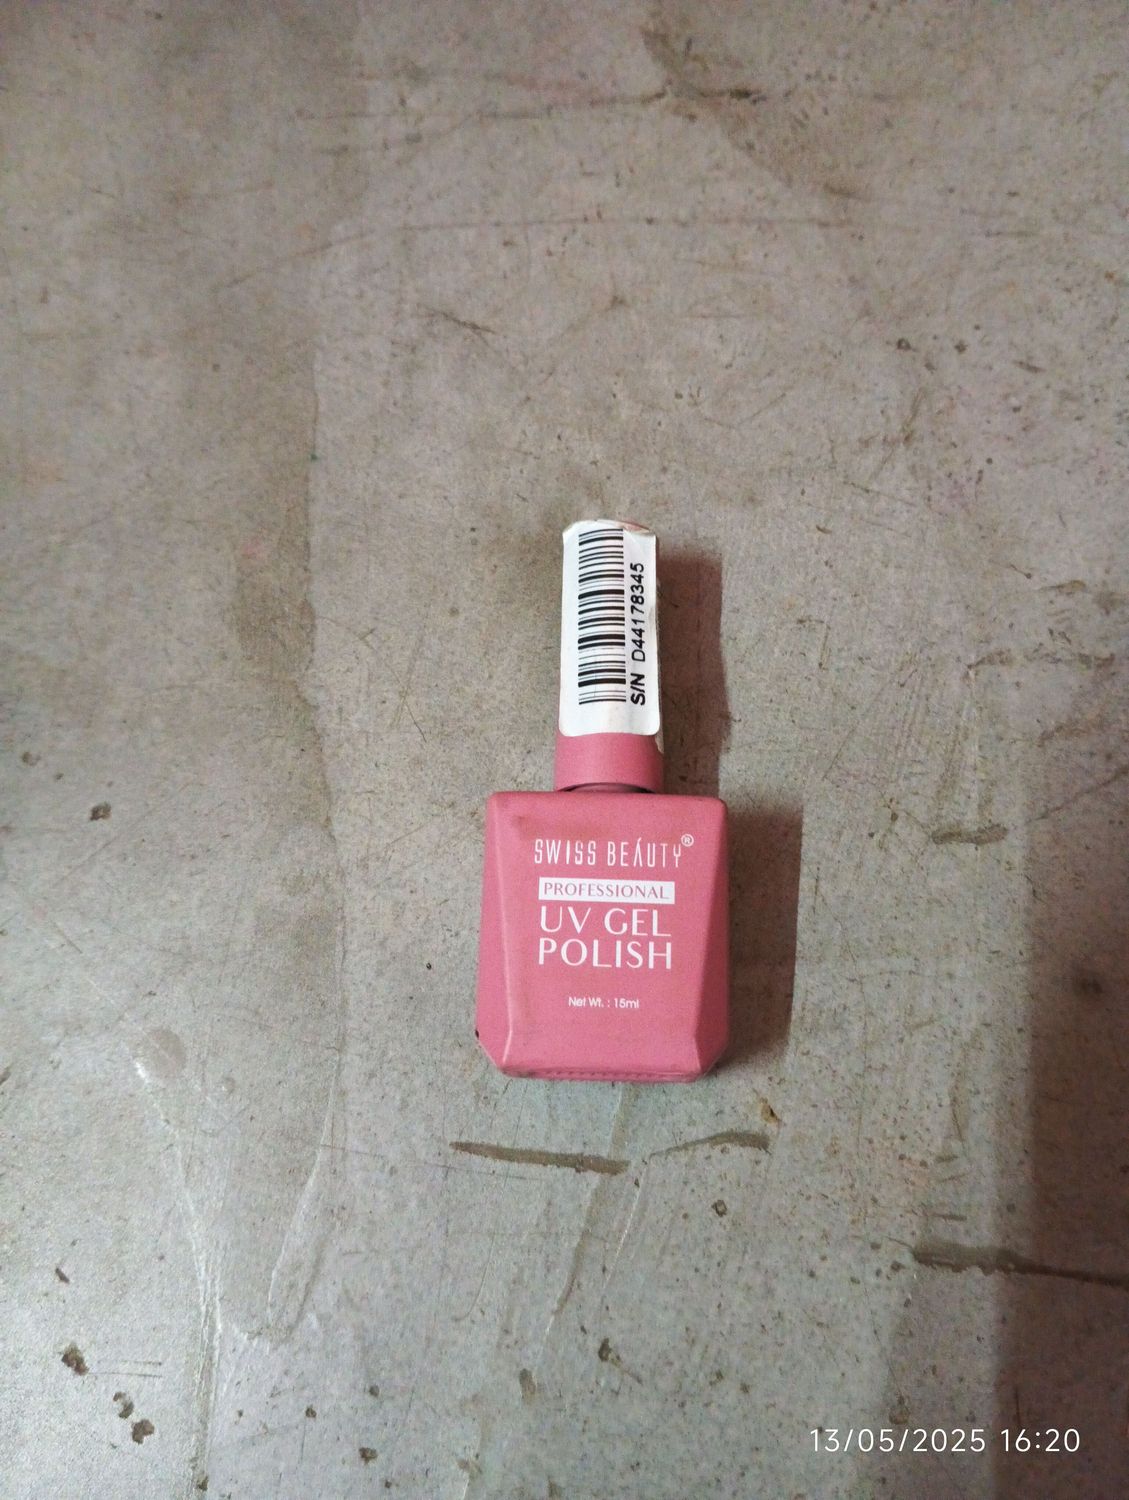 S/N D44178345
SWISS BEAUTY®
PROFESSIONAL
UV GEL
POLISH
Net Wt. : 15ml
13/05/2025 16:20